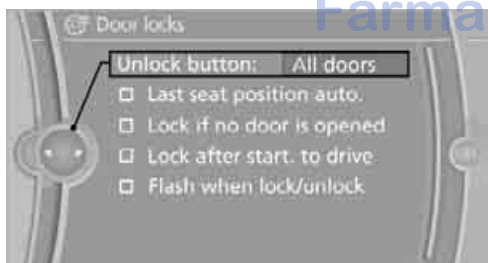 Farma
Door locks
Unlock button: All doors
☐ Last seat position auto.
☐ Lock if no door is opened
☐ Lock after start. to drive
☐ Flash when lock/unlock